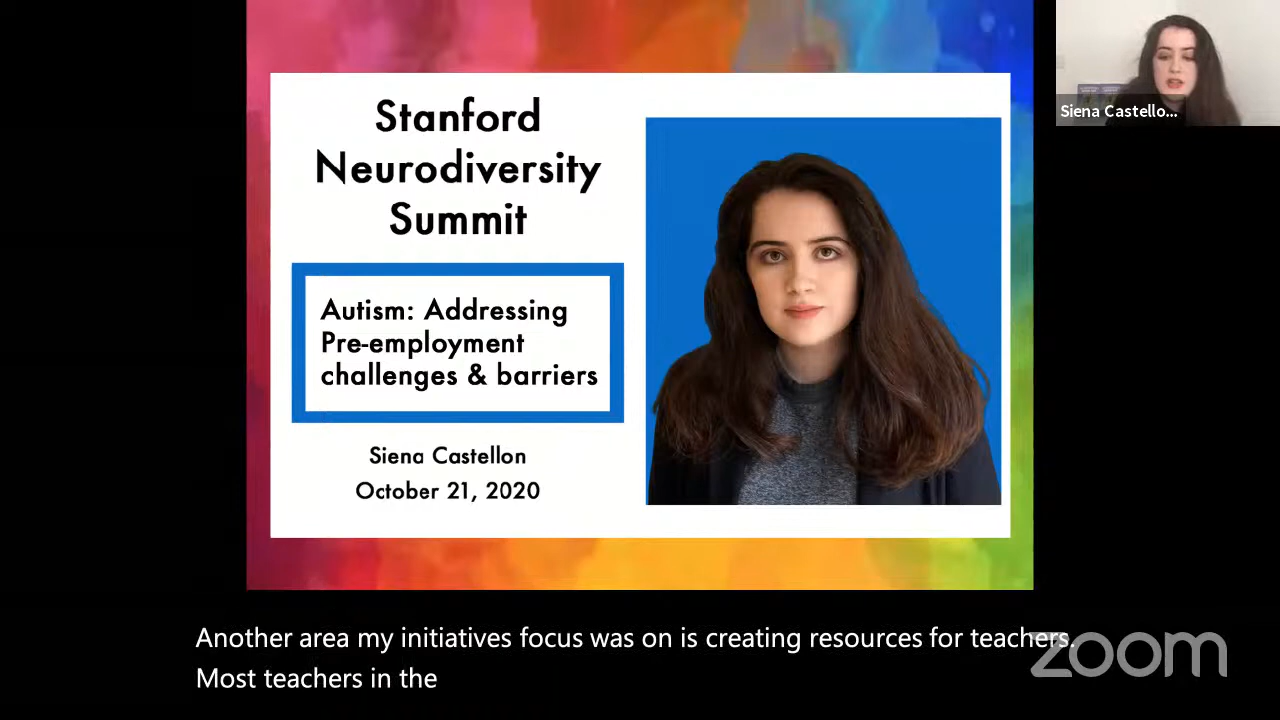 Stanford
Neurodiversity
Summit
Autism: Addressing
Pre-employment
challenges & barriers
Siena Castellon
October 21, 2020
Siena Castello...
Another area my initiatives focus was on is creating resources for teachers.
Most teachers in the
zoom